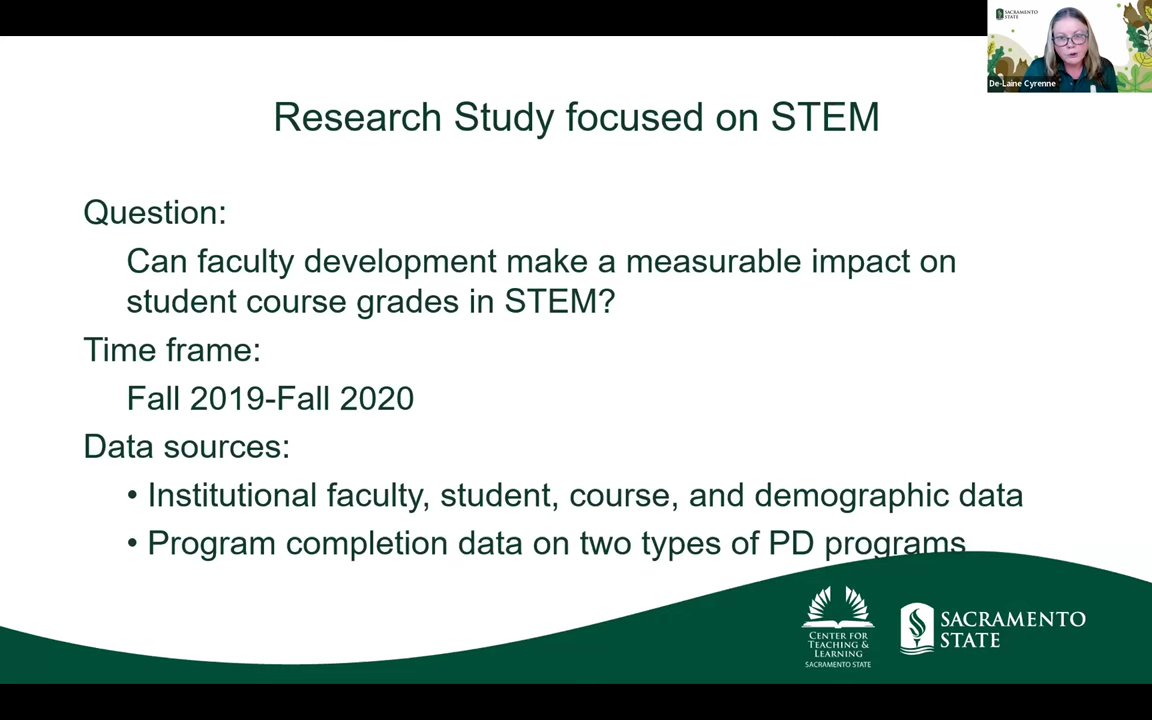 SACRAMENTO
STATE
De-Laine Cyrenne
Research Study focused on STEM
Question:
Can faculty development make a measurable impact on
student course grades in STEM?
Time frame:
Fall 2019-Fall 2020
Data sources:
• Institutional faculty, student, course, and demographic data
• Program completion data on two types of PD programs
CENTER FOR
TEACHING &
LEARNING
SACRAMENTO STATE
SACRAMENTO
STATE